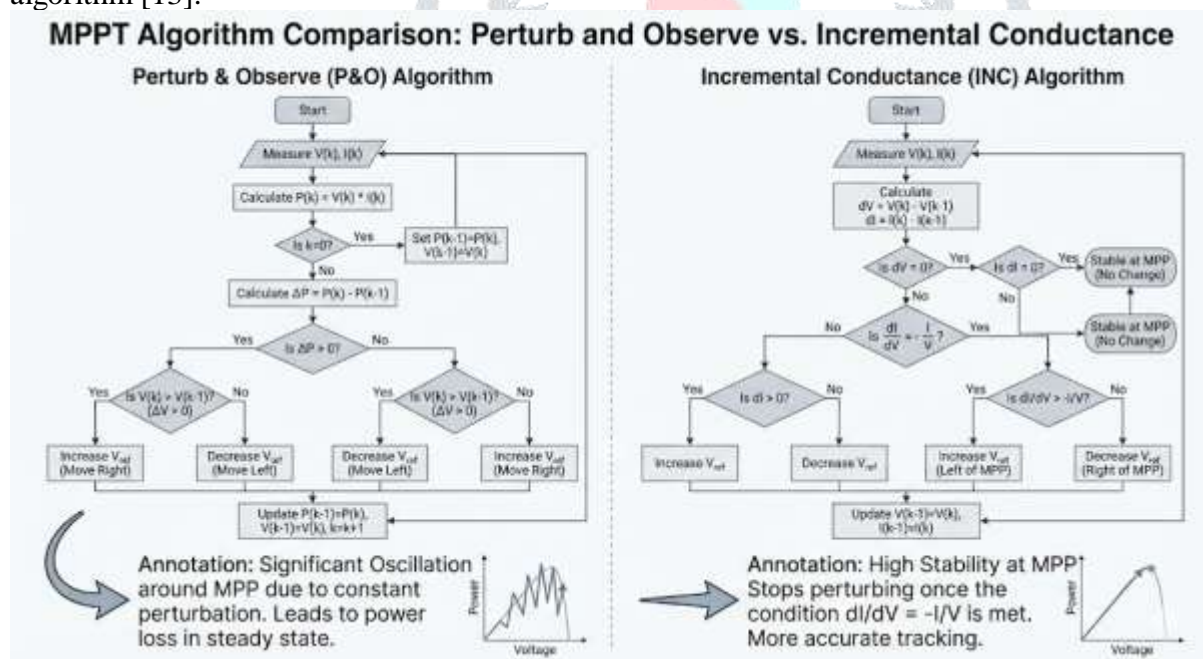 algorithm [15].
MPPT Algorithm Comparison: Perturb and Observe vs. Incremental Conductance
Perturb & Observe (P&O) Algorithm
Start
Measure V(k), I(k)
Calculate P(k) = V(k) * I(k)
Is k=0?
Yes
Set P(k-1)=P(k),
V(k-1)=V(k)
No
Calculate ΔP = P(k) - P(k-1)
Is ΔP > 0?
Yes
No
Is V(k) > V(k-1)?
(ΔV > 0)
Yes
No
Is V(k) > V(k-1)?
(ΔV > 0)
Yes
No
Increase Vref
(Move Right)
Decrease Vref
(Move Left)
Decrease Vref
(Move Left)
Increase Vref
(Move Right)
Update P(k-1)=P(k),
V(k-1)=V(k), k=k+1
Annotation: Significant Oscillation
around MPP due to constant
perturbation. Leads to power
loss in steady state.
Power
Voltage
Incremental Conductance (INC) Algorithm
Start
Measure V(k), I(k)
Calculate
dV = V(k) - V(k-1)
dI = I(k) - I(k-1)
Is dV = 0?
Yes
Is dI = 0?
Yes
Stable at MPP
(No Change)
No
No
Stable at MPP
(No Change)
Is dI/dV = - I/V ?
No
Yes
Is dI > 0?
Yes
No
Is dI/dV > -I/V?
Yes
No
Increase Vref
Decrease Vref
Increase Vref
(Left of MPP)
Decrease Vref
(Right of MPP)
Update V(k-1)=V(k),
I(k-1)=I(k)
Annotation: High Stability at MPP
Stops perturbing once the
condition dI/dV = -I/V is met.
More accurate tracking.
Power
Voltage